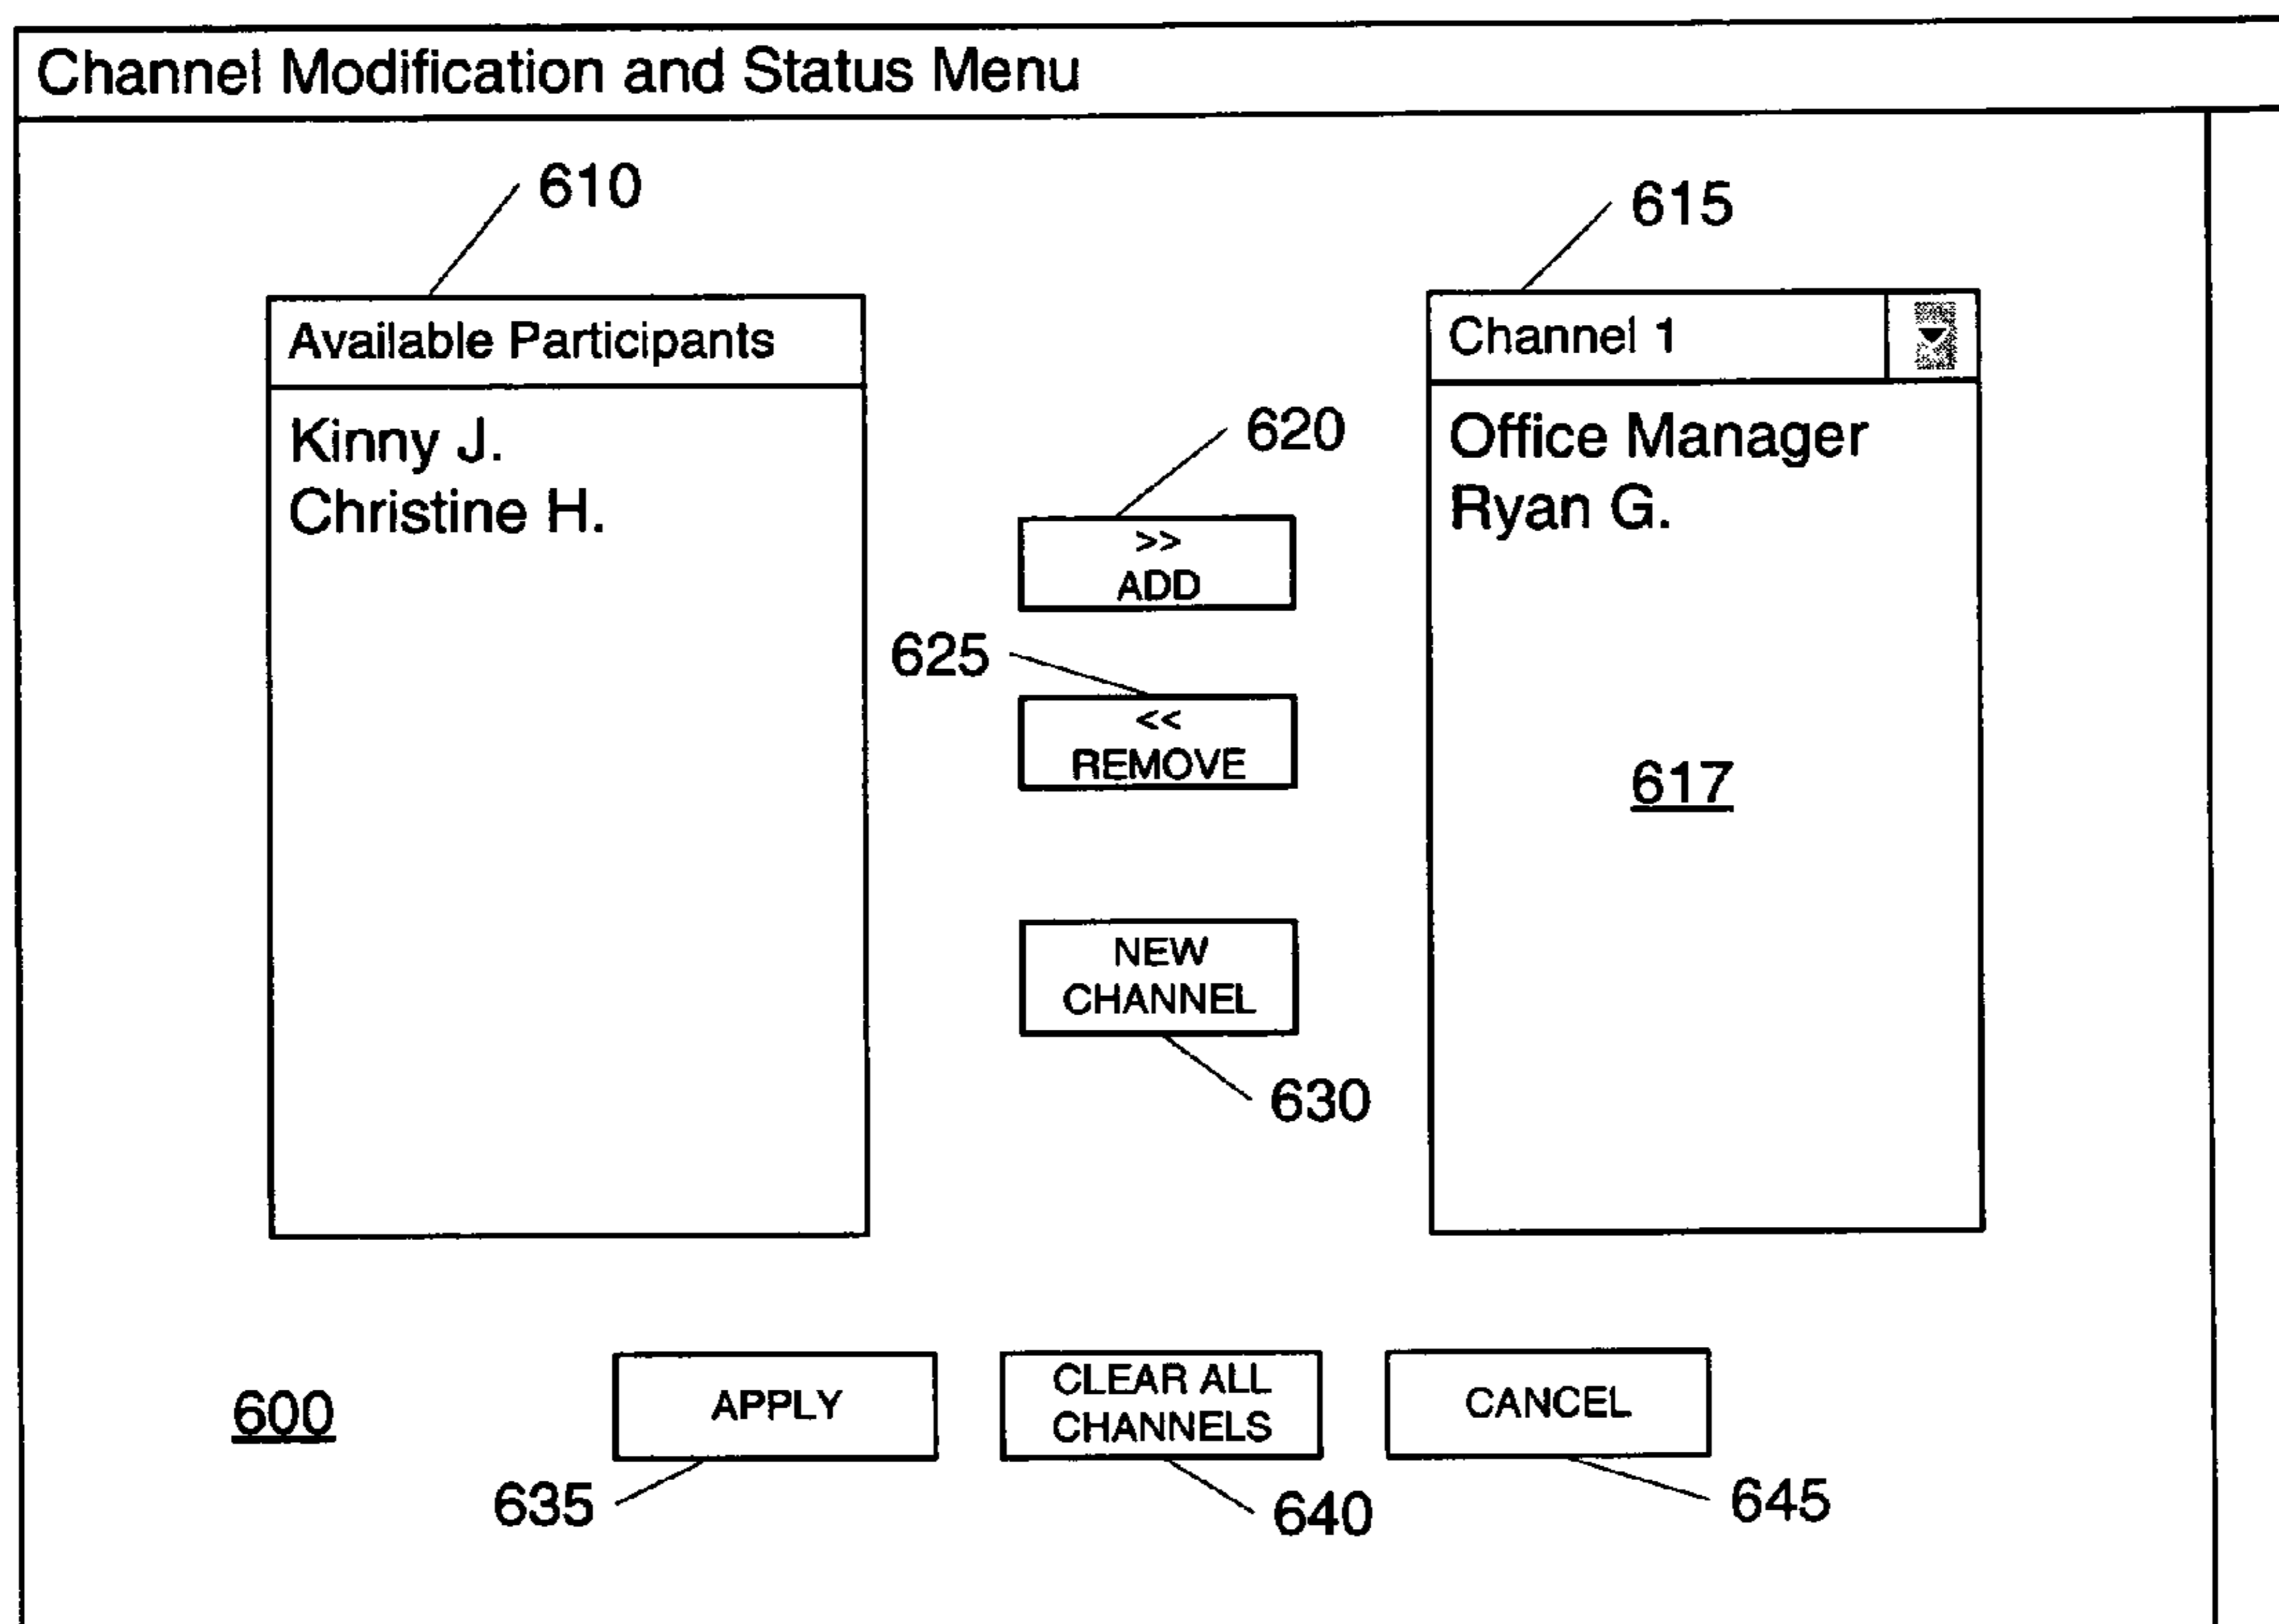 Channel Modification and Status Menu
610
615
Available Participants
Channel 1
Kinny J.
Christine H.
Office Manager
Ryan G.
620
>>
ADD
625
<<
REMOVE
617
NEW
CHANNEL
630
600
APPLY
CLEAR ALL
CHANNELS
CANCEL
635
640
645